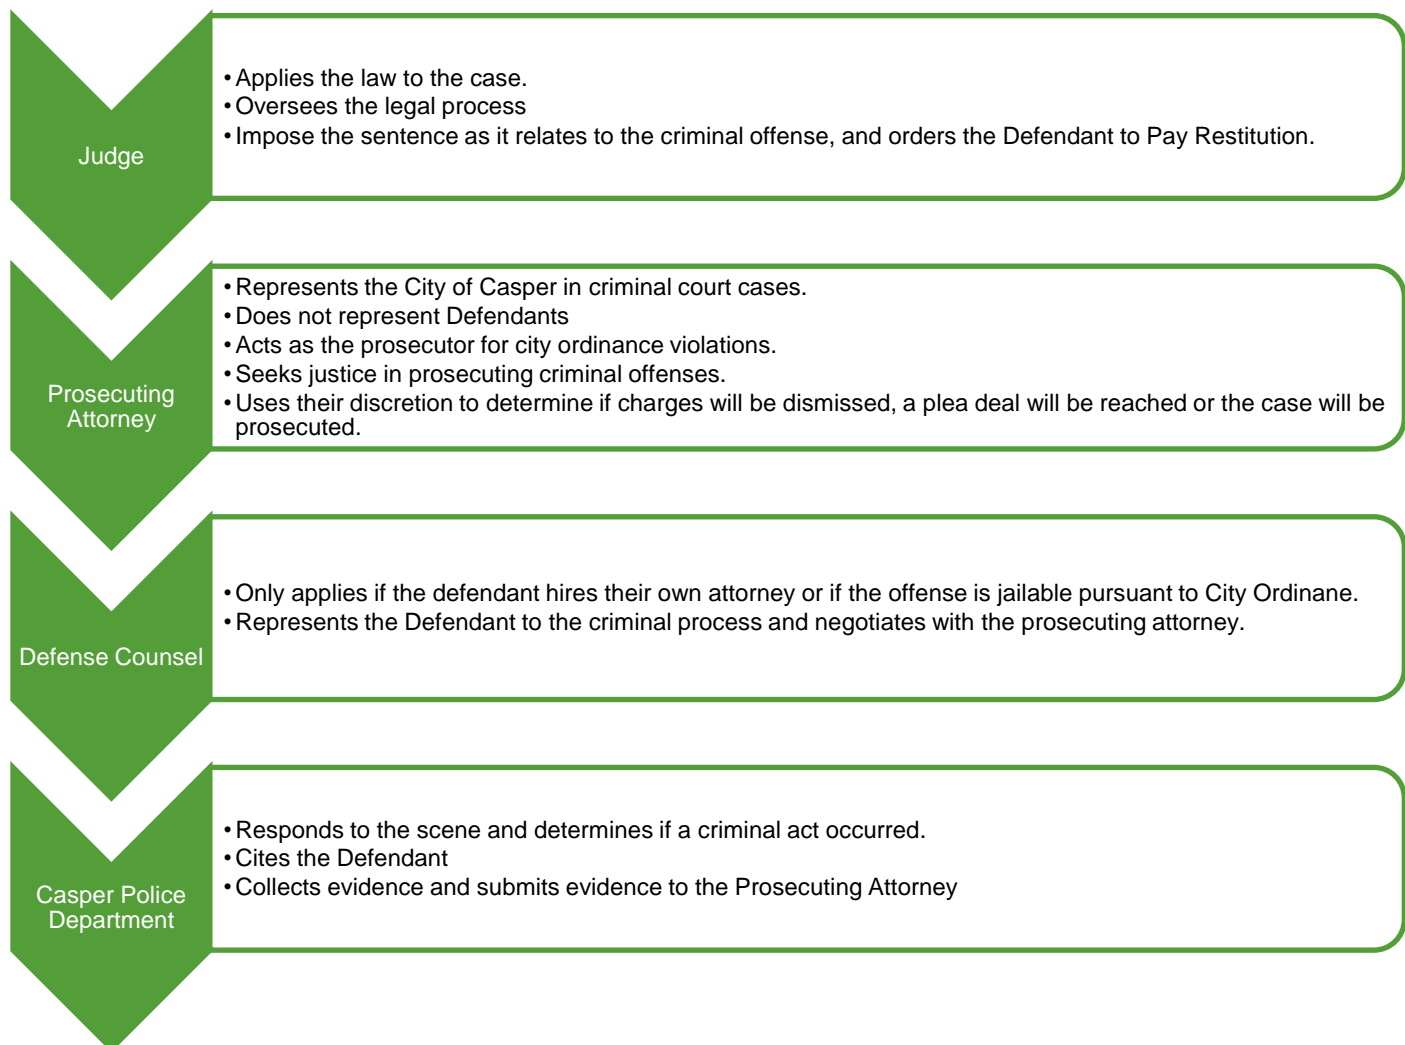 Judge
•Applies the law to the case.
•Oversees the legal process
•Impose the sentence as it relates to the criminal offense, and orders the Defendant to Pay Restitution.
Prosecuting
Attorney
•Represents the City of Casper in criminal court cases.
•Does not represent Defendants
•Acts as the prosecutor for city ordinance violations.
•Seeks justice in prosecuting criminal offenses.
•Uses their discretion to determine if charges will be dismissed, a plea deal will be reached or the case will be
prosecuted.
Defense Counsel
•Only applies if the defendant hires their own attorney or if the offense is jailable pursuant to City Ordinane.
•Represents the Defendant to the criminal process and negotiates with the prosecuting attorney.
Casper Police
Department
•Responds to the scene and determines if a criminal act occurred.
•Cites the Defendant
•Collects evidence and submits evidence to the Prosecuting Attorney